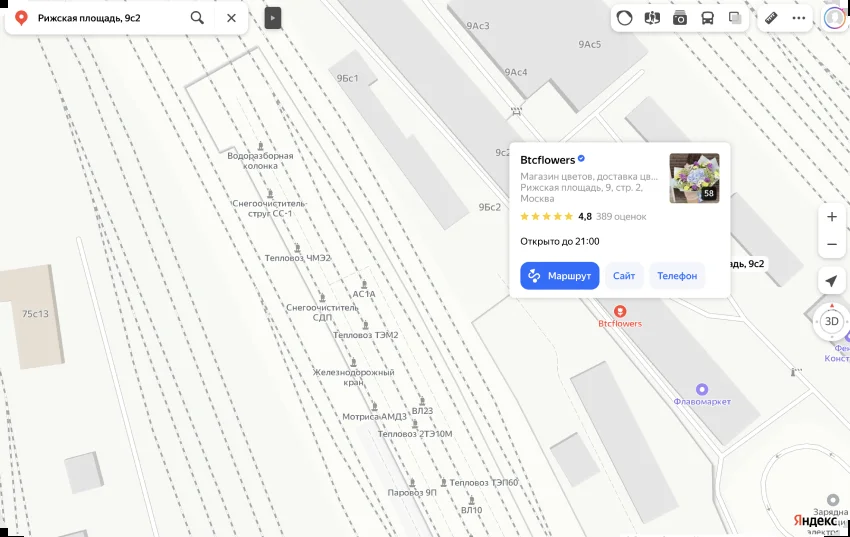 Рижская площадь, 9с2
9Ас3
9Ас5
9Ас4
9Бс1
9с2
Водоразборная
колонка
Снегоочиститель-
струг СС-1
9Бс2
Тепловоз ЧМЭ2
АС1А
Снегоочиститель
СДП
Тепловоз ТЭМ2
75с13
Железнодорожный
кран
Мотриса АМД3
ВЛ23
Тепловоз 2ТЭ10М
Тепловоз ТЭП60
Паровоз 9П
ВЛ10
Btcflowers
Магазин цветов, доставка цв...
Рижская площадь, 9, стр. 2,
Москва
58
4,8 389 оценок
Открыто до 21:00
Маршрут
Сайт
Телефон
дь, 9с2
Btcflowers
Флавомаркет
+
−
3D
Фен
Конст
Зарядна
Яндекс
электро